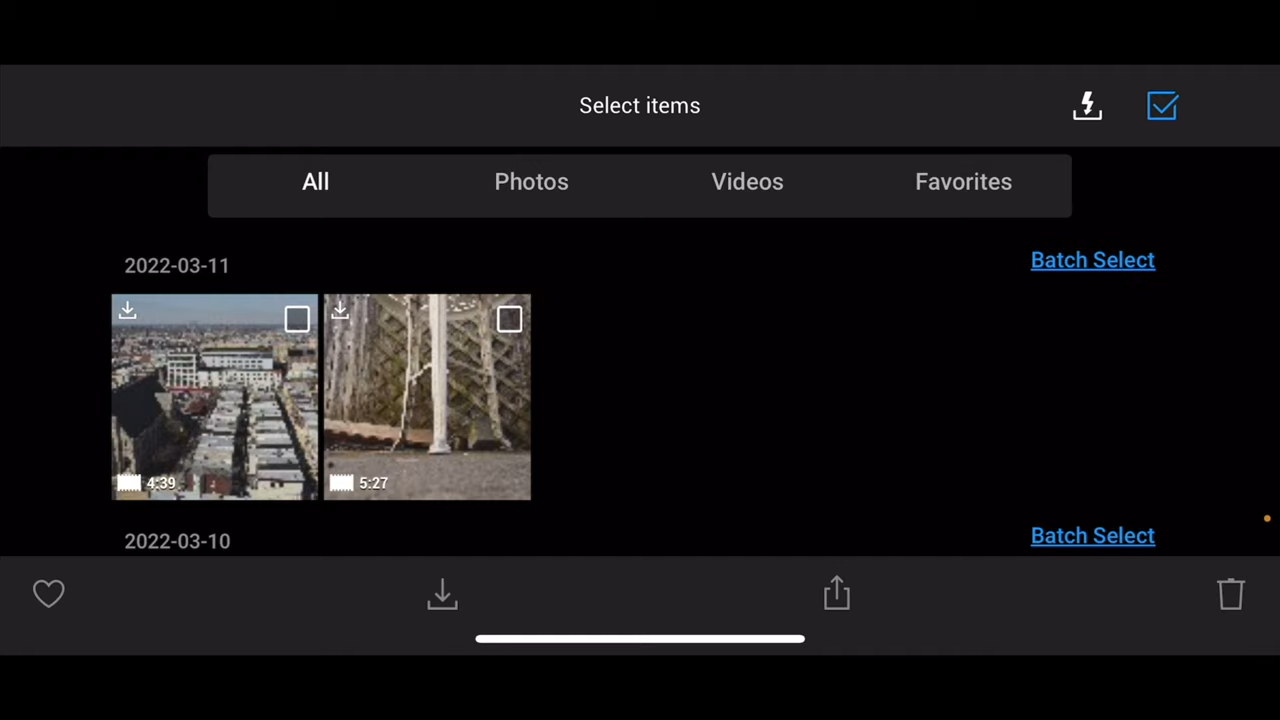 Select items
All Photos Videos Favorites
2022-03-11 Batch Select
4:39 5:27
2022-03-10 Batch Select